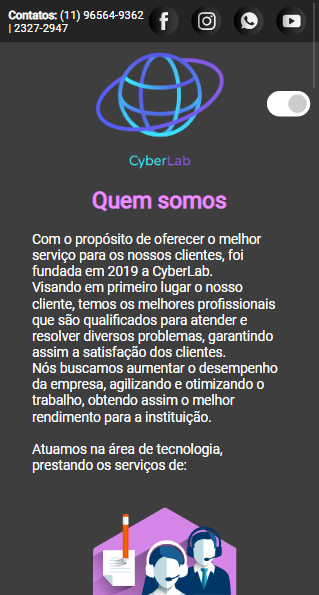 Contatos: (11) 96564-9362
| 2327-2947
CyberLab
Quem somos
Com o propósito de oferecer o melhor
serviço para os nossos clientes, foi
fundada em 2019 a CyberLab.
Visando em primeiro lugar o nosso
cliente, temos os melhores profissionais
que são qualificados para atender e
resolver diversos problemas, garantindo
assim a satisfação dos clientes.
Nós buscamos aumentar o desempenho
da empresa, agilizando e otimizando o
trabalho, obtendo assim o melhor
rendimento para a instituição.
Atuamos na área de tecnologia,
prestando os serviços de: